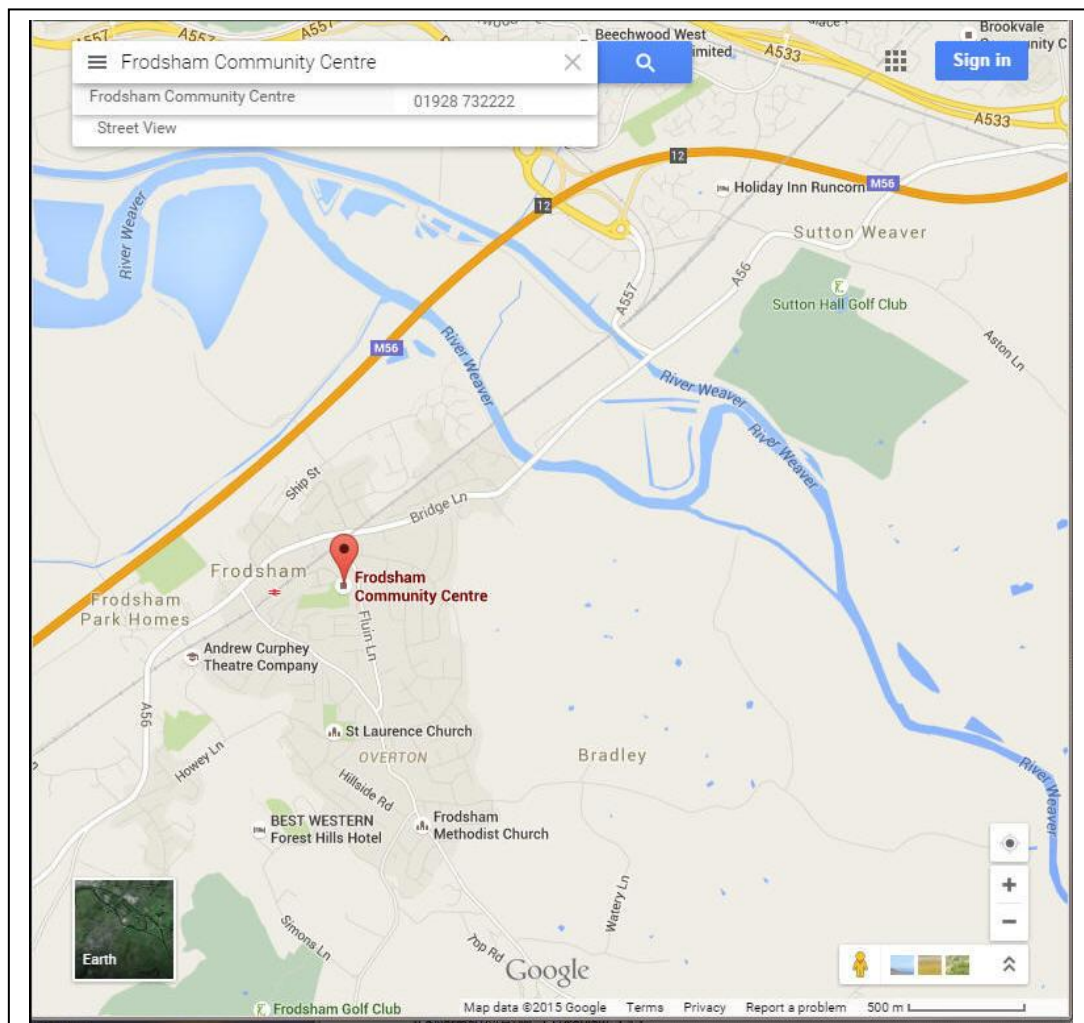 Frodsham Community Centre
Sign in
Frodsham Community Centre
01928 732222
Street View
A557
A557
Beechwood West
imited
A533
Brookvale
A533
12
12
M56
Holiday Inn Runcorn
Sutton Weaver
River Weaver
River Weaver
A557
A56
Sutton Hall Golf Club
Aston Ln
M56
River Weaver
River Weaver
River Weaver
Ship St
Bridge Ln
Frodsham
Frodsham
Community Centre
Frodsham
Park Homes
Fluin Ln
Andrew Curphey
Theatre Company
A56
St Laurence Church
OVERTON
Bradley
Howey Ln
Hillside Rd
River Weaver
BEST WESTERN
Forest Hills Hotel
Frodsham
Methodist Church
Watery Ln
Earth
Simons Ln
Top Rd
Google
Frodsham Golf Club
Map data ©2015 Google
Terms
Privacy
Report a problem
500 m